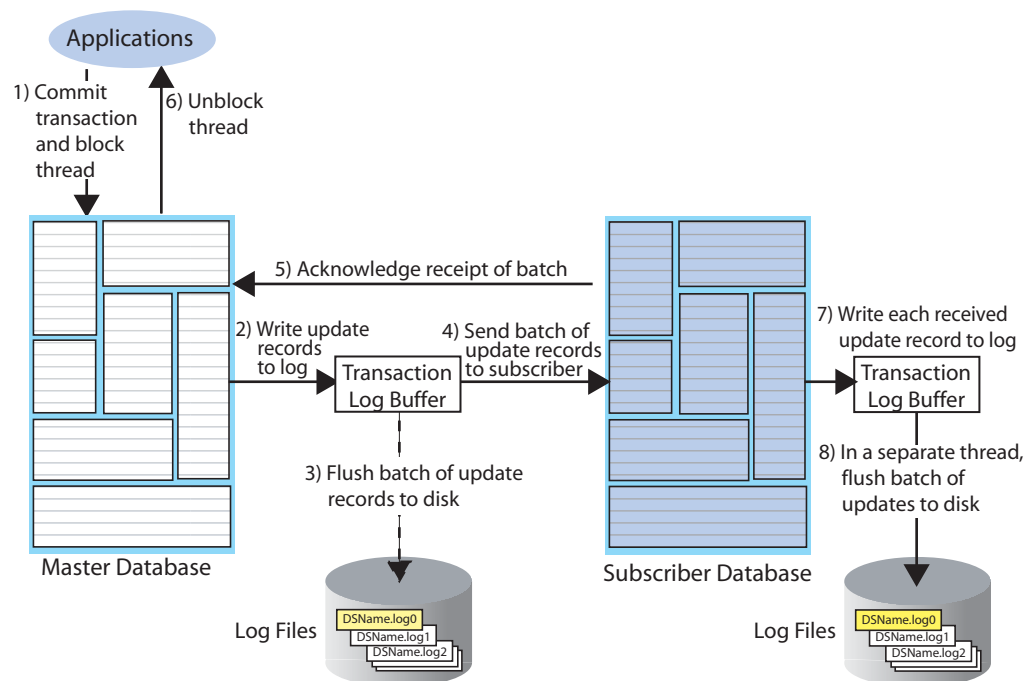 Applications
1) Commit
transaction
and block
thread
6) Unblock
thread
5) Acknowledge receipt of batch
2) Write update
records
to log
4) Send batch of
update records
to subscriber
7) Write each received
update record to log
Transaction
Log Buffer
Transaction
Log Buffer
3) Flush batch of update
records to disk
8) In a separate thread,
flush batch of
updates to disk
Master Database
Subscriber Database
Log Files
DSName.log0
DSName.log1
DSName.log2
Log Files
DSName.log0
DSName.log1
DSName.log2